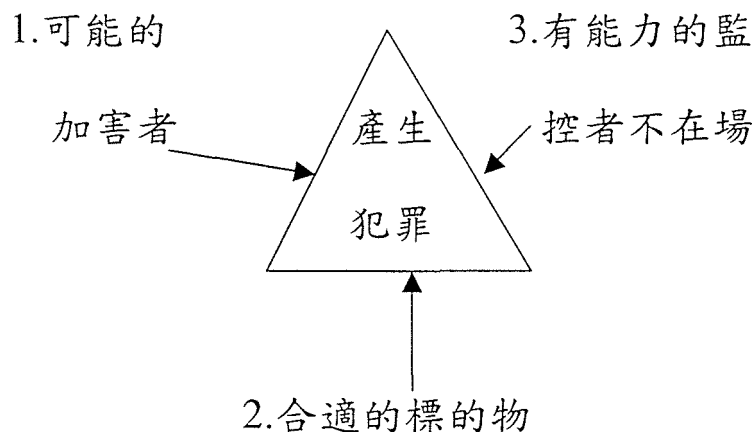 1.可能的
加害者
3.有能力的監
控者不在場
產生
犯罪
2.合適的標的物